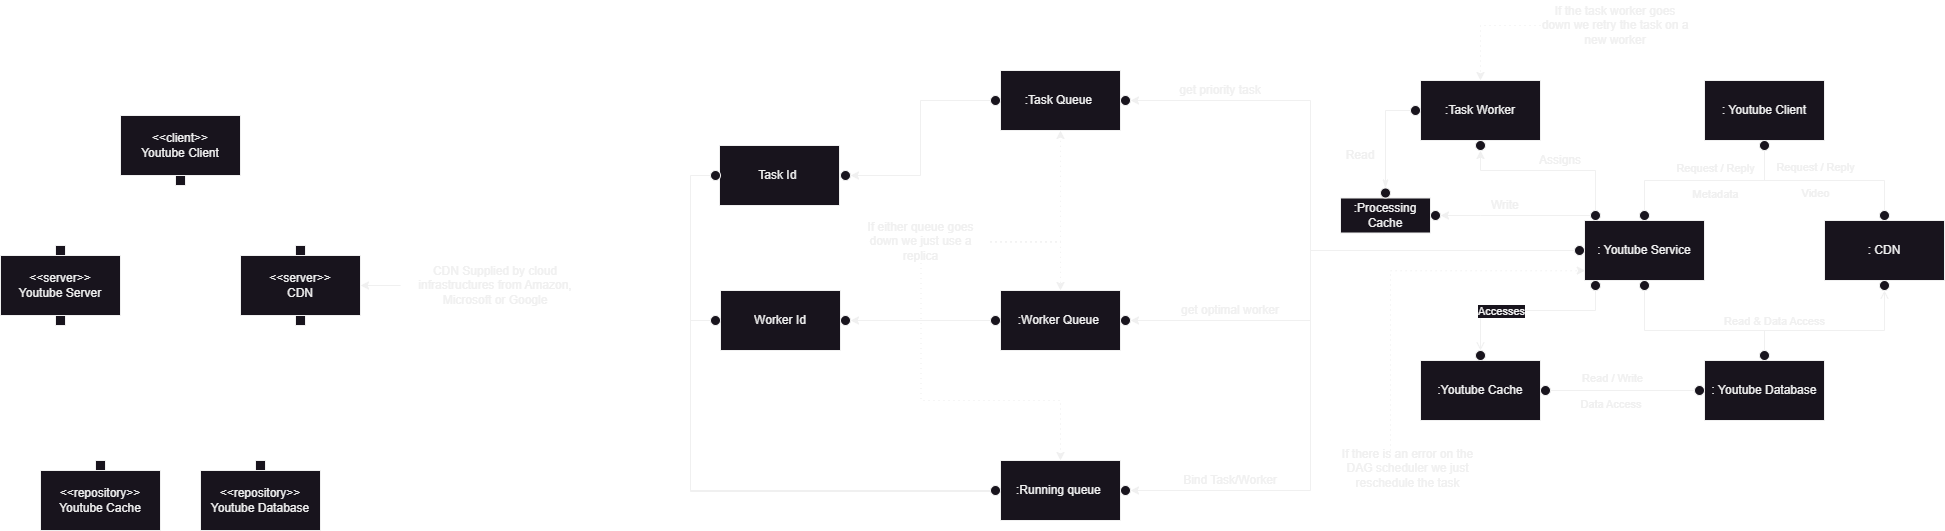 <<client>>
Youtube Client
<<server>>
Youtube Server
<<server>>
CDN
CDN Supplied by cloud
infrastructures from Amazon,
Microsoft or Google
<<repository>>
Youtube Cache
<<repository>>
Youtube Database
Task Id
Worker Id
:Task Queue
:Worker Queue
:Running queue
If either queue goes
down we just use a
replica
get priority task
get optimal worker
Bind Task/Worker
If the task worker goes
down we retry the task on a
new worker
:Task Worker
Read
Assigns
:Processing
Cache
Write
: Youtube Client
Request / Reply
Metadata
Request / Reply
Video
: Youtube Service
: CDN
Accesses
Read & Data Access
:Youtube Cache
Read / Write
Data Access
: Youtube Database
If there is an error on the
DAG scheduler we just
reschedule the task